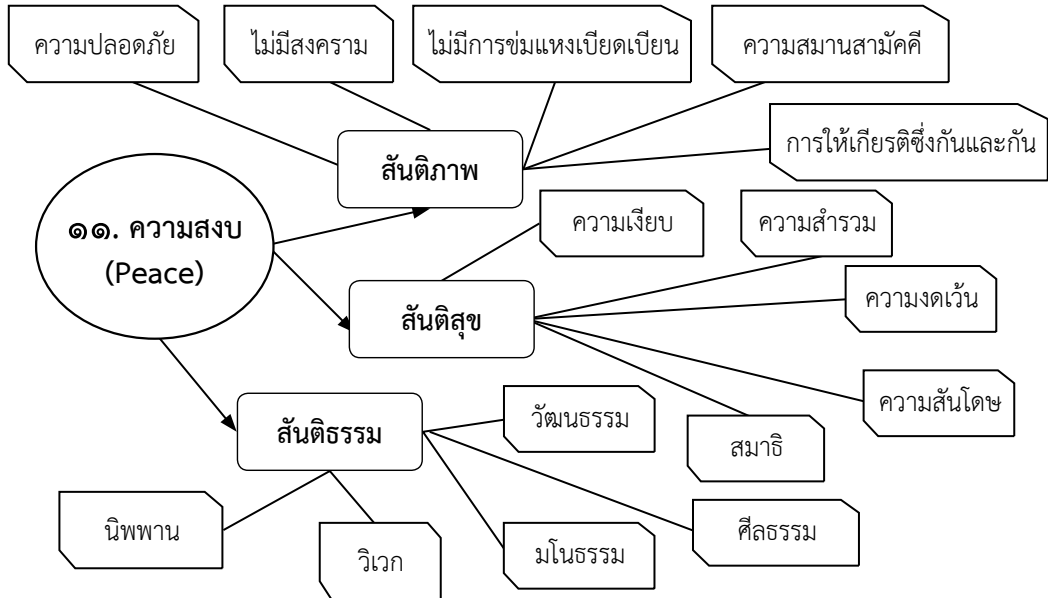 ความปลอดภัย
ไม่มีสงคราม
ไม่มีการข่มแหงเบียดเบียน
ความสมานสามัคคี
สันติภาพ
การให้เกียรติซึ่งกันและกัน
๑๑. ความสงบ
(Peace)
ความเงียบ
ความสำรวม
สันติสุข
ความงดเว้น
ความสันโดษ
สมาธิ
สันติธรรม
วัฒนธรรม
นิพพาน
วิเวก
มโนธรรม
ศีลธรรม